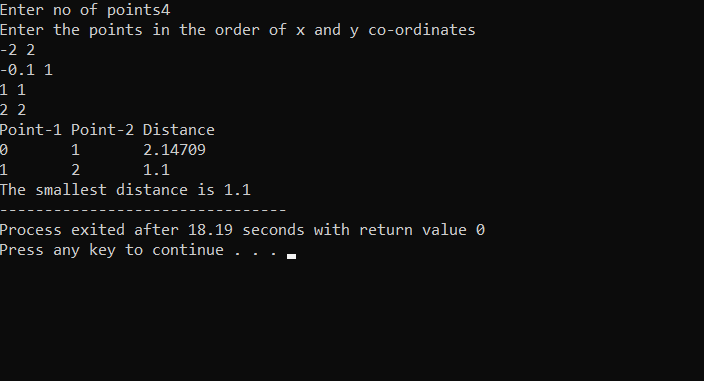 Enter no of points4
Enter the points in the order of x and y co-ordinates
-2 2
-0.1 1
1 1
2 2
Point-1 Point-2 Distance
0       1       2.14709
1       2       1.1
The smallest distance is 1.1
--------------------------------
Process exited after 18.19 seconds with return value 0
Press any key to continue . . .